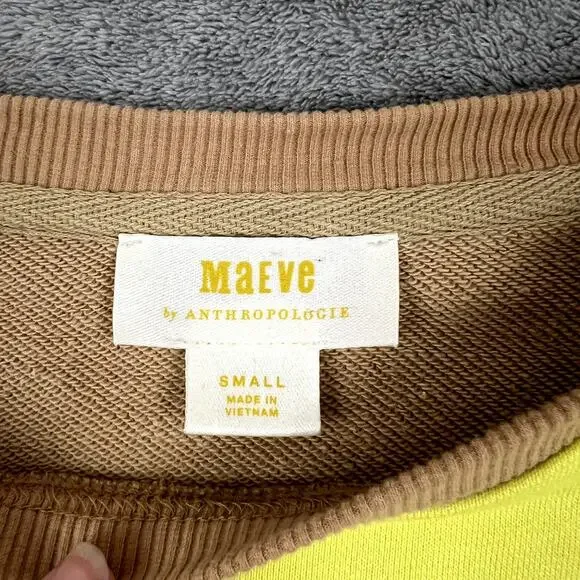 MaEve
by ANTHROPOLOGIE
SMALL
MADE IN
VIETNAM